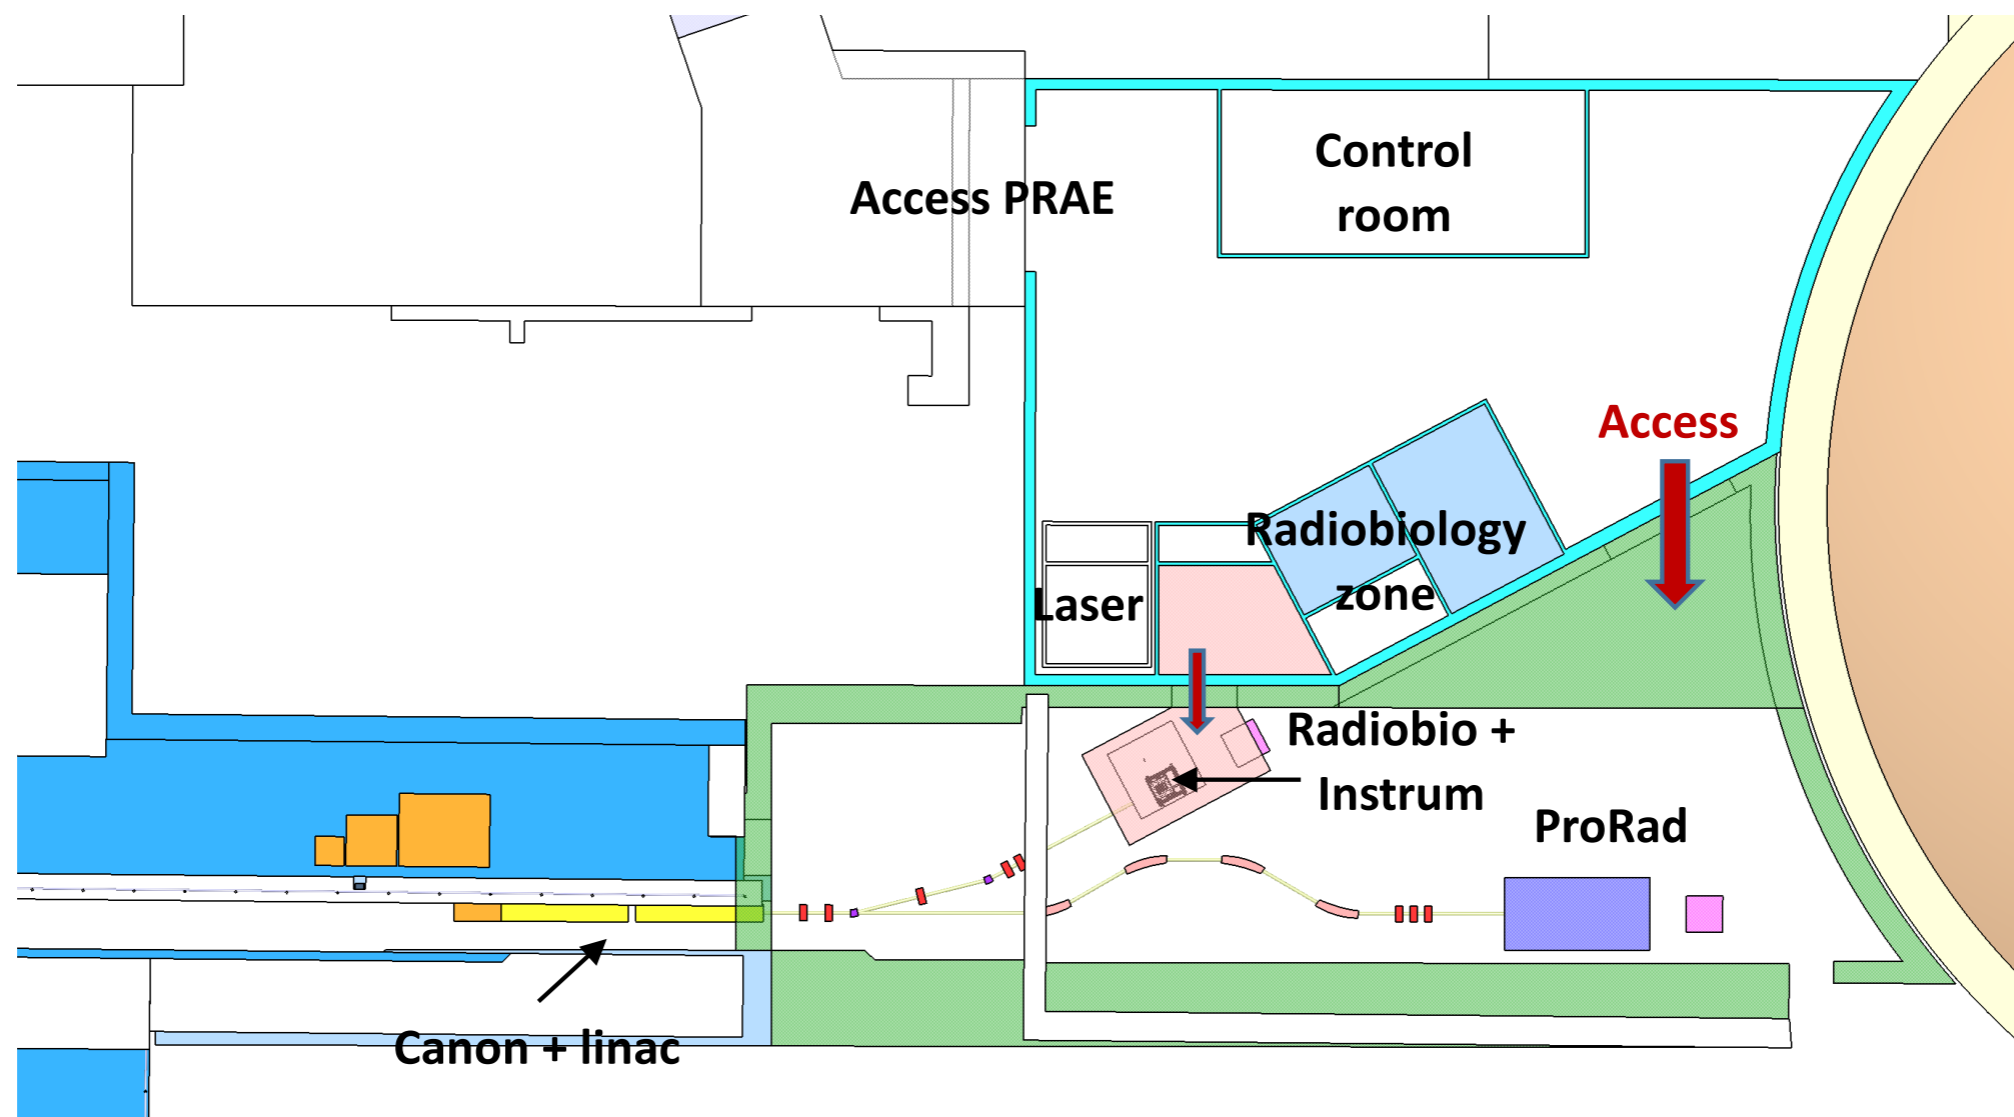 Control
room
Access PRAE
Access
Radiobiology
zone
Laser
Radiobio +
Instrum
ProRad
Canon + linac